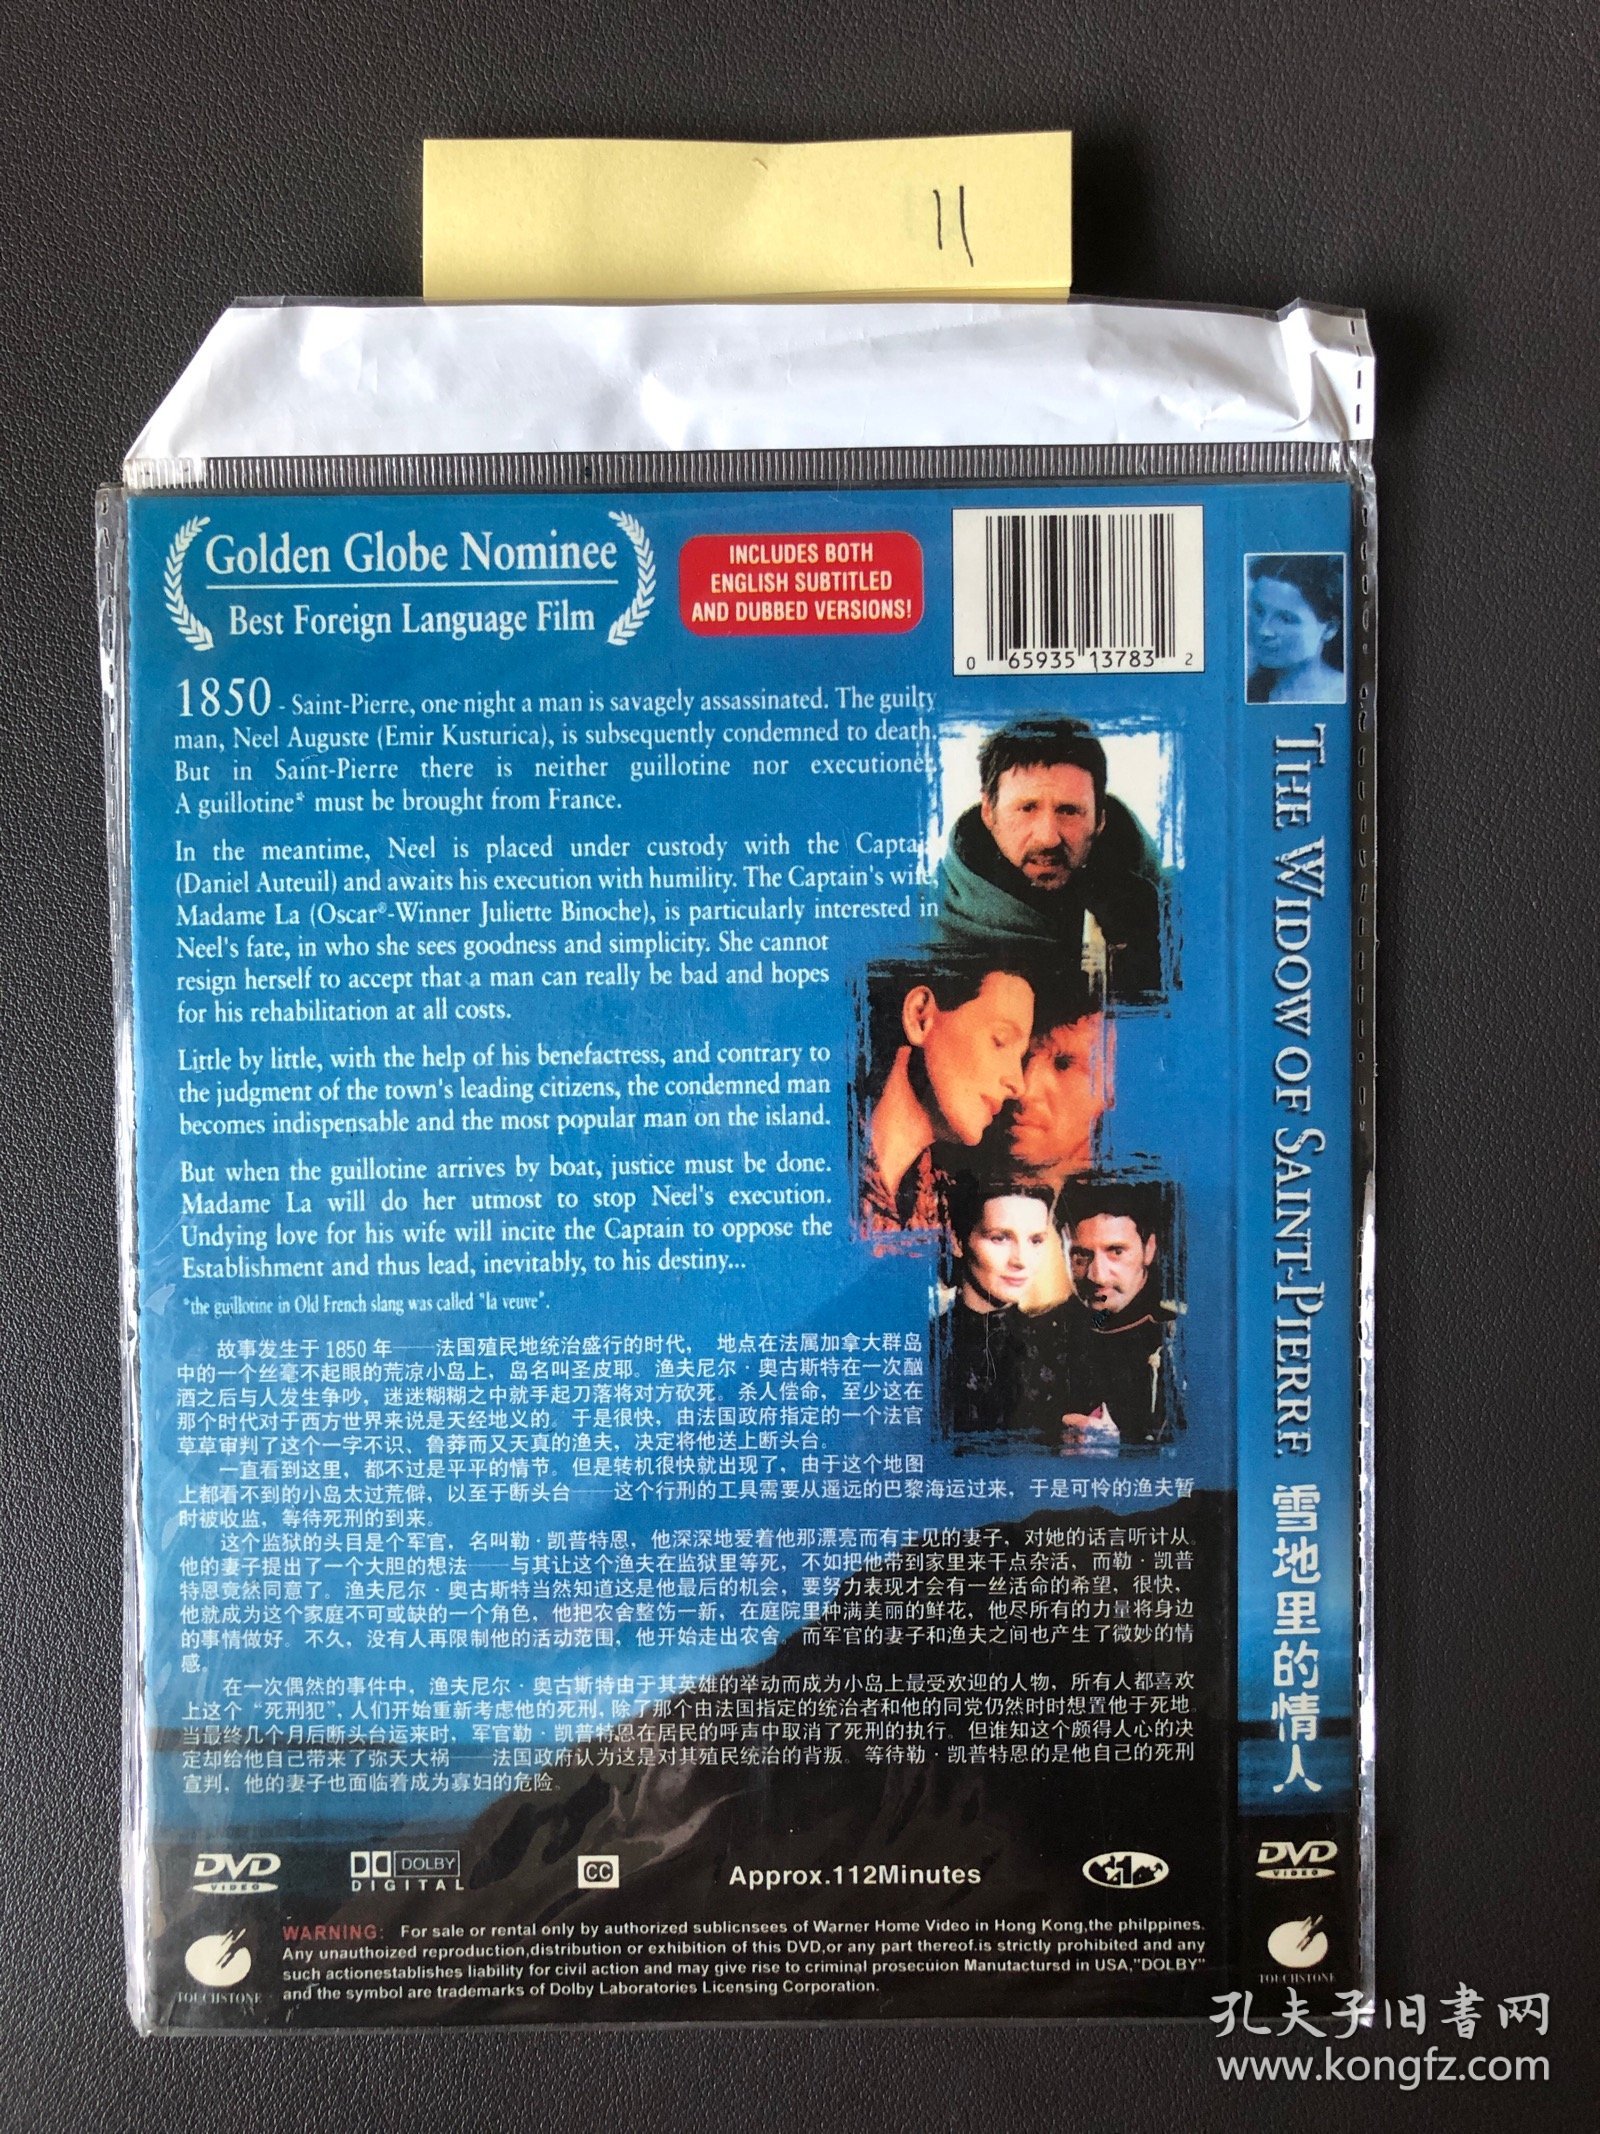 11
Golden Globe Nominee
Best Foreign Language Film
INCLUDES BOTH
ENGLISH SUBTITLED
AND DUBBED VERSIONS!
0 65935 13783 2
1850 - Saint-Pierre, one night a man is savagely assassinated. The guilty
man, Neel Auguste (Emir Kusturica), is subsequently condemned to death.
But in Saint-Pierre there is neither guillotine nor executioner.
A guillotine* must be brought from France.
In the meantime, Neel is placed under custody with the Captain
(Daniel Auteuil) and awaits his execution with humility. The Captain's wife,
Madame La (Oscar®-Winner Juliette Binoche), is particularly interested in
Neel's fate, in who she sees goodness and simplicity. She cannot
resign herself to accept that a man can really be bad and hopes
for his rehabilitation at all costs.
Little by little, with the help of his benefactress, and contrary to
the judgment of the town's leading citizens, the condemned man
becomes indispensable and the most popular man on the island.
But when the guillotine arrives by boat, justice must be done.
Madame La will do her utmost to stop Neel's execution.
Undying love for his wife will incite the Captain to oppose the
Establishment and thus lead, inevitably, to his destiny...
*the guillotine in Old French slang was called "la veuve".
故事发生于1850年——法国殖民地统治盛行的时代， 地点在法属加拿大群岛
中的一个丝毫不起眼的荒凉小岛上，岛名叫圣皮耶。渔夫尼尔·奥古斯特在一次酗
酒之后与人发生争吵，迷迷糊糊之中就手起刀落将对方砍死。杀人偿命，至少这在
那个时代对于西方世界来说是天经地义的。于是很快，由法国政府指定的一个法官
草草审判了这个一字不识、鲁莽而又天真的渔夫，决定将他送上断头台。
一直看到这里，都不过是平平的情节。但是转机很快就出现了，由于这个地图
上都看不到的小岛太过荒僻，以至于断头台——这个行刑的工具需要从遥远的巴黎海运过来，于是可怜的渔夫暂
时被收监，等待死刑的到来。
这个监狱的头目是个军官，名叫勒·凯普特恩，他深深地爱着他那漂亮而有主见的妻子，对她的话言听计从。
他的妻子提出了一个大胆的想法——与其让这个渔夫在监狱里等死，不如把他带到家里来干点杂活，而勒·凯普
特恩竟然同意了。渔夫尼尔·奥古斯特当然知道这是他最后的机会，要努力表现才会有一丝活命的希望，很快，
他就成为这个家庭不可或缺的一个角色，他把农舍整饬一新，在庭院里种满美丽的鲜花，他尽所有的力量将身边
的事情做好。不久，没有人再限制他的活动范围，他开始走出农舍。而军官的妻子和渔夫之间也产生了微妙的情
感。
在一次偶然的事件中，渔夫尼尔·奥古斯特由于其英雄的举动而成为小岛上最受欢迎的人物，所有人都喜欢
上这个“死刑犯”，人们开始重新考虑他的死刑，除了那个由法国指定的统治者和他的同党仍然时时想置他于死地。
当最终几个月后断头台运来时，军官勒·凯普特恩在居民的呼声中取消了死刑的执行。但谁知这个颇得人心的决
定却给他自己带来了弥天大祸——法国政府认为这是对其殖民统治的背叛。等待勒·凯普特恩的是他自己的死刑
宣判，他的妻子也面临着成为寡妇的危险。
DVD VIDEO
DOLBY DIGITAL
CC
Approx.112Minutes
1
TOUCHSTONE
WARNING: For sale or rental only by authorized sublicnsees of Warner Home Video in Hong Kong,the philppines.
Any unauthoized reproduction,distribution or exhibition of this DVD,or any part thereof.is strictly prohibited and any
such actionestablishes liability for civil action and may give rise to criminal prosecuion Manutactursd in USA,"DOLBY"
and the symbol are trademarks of Dolby Laboratories Licensing Corporation.
THE WIDOW OF SAINT-PIERRE 雪地里的情人
DVD VIDEO
TOUCHSTONE
孔夫子旧书网
www.kongfz.com